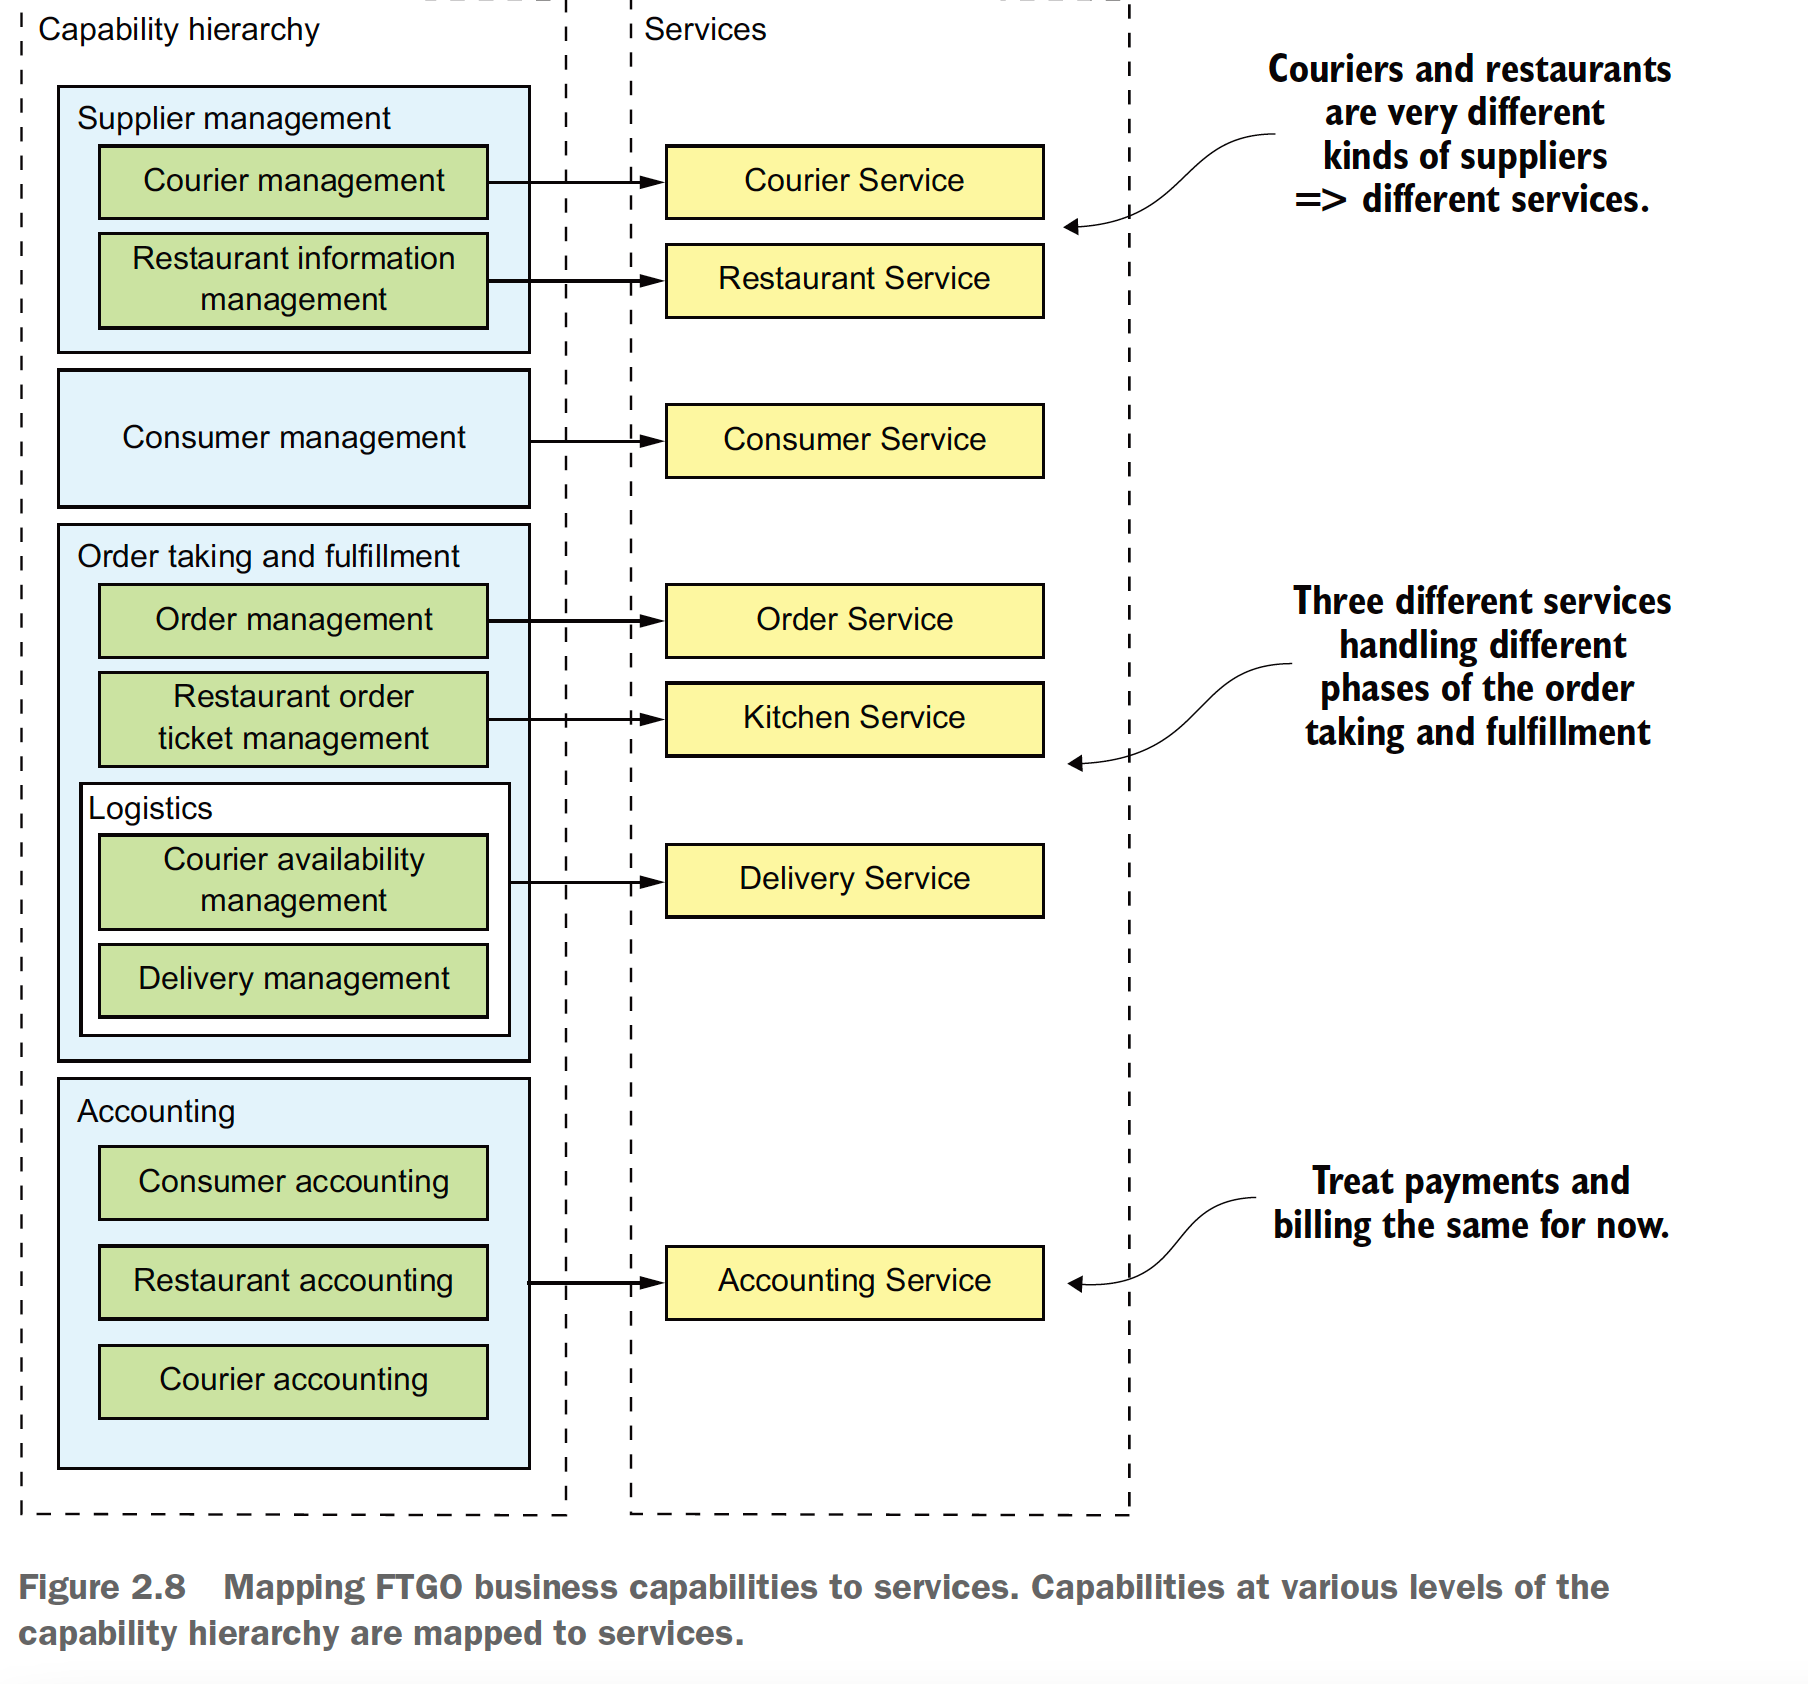 Capability hierarchy
Services
Supplier management
Courier management
Restaurant information
management
Courier Service
Restaurant Service
Couriers and restaurants
are very different
kinds of suppliers
=> different services.
Consumer management
Consumer Service
Order taking and fulfillment
Order management
Restaurant order
ticket management
Logistics
Courier availability
management
Delivery management
Order Service
Kitchen Service
Delivery Service
Three different services
handling different
phases of the order
taking and fulfillment
Accounting
Consumer accounting
Restaurant accounting
Courier accounting
Accounting Service
Treat payments and
billing the same for now.
Figure 2.8 Mapping FTGO business capabilities to services. Capabilities at various levels of the
capability hierarchy are mapped to services.